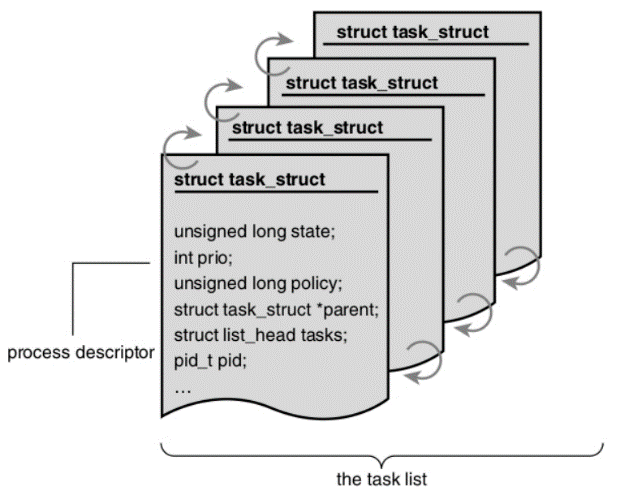 struct task_struct
struct task_struct
struct task_struct
struct task_struct
unsigned long state;
int prio;
unsigned long policy;
struct task_struct *parent;
struct list_head tasks;
pid_t pid;
...
process descriptor
the task list